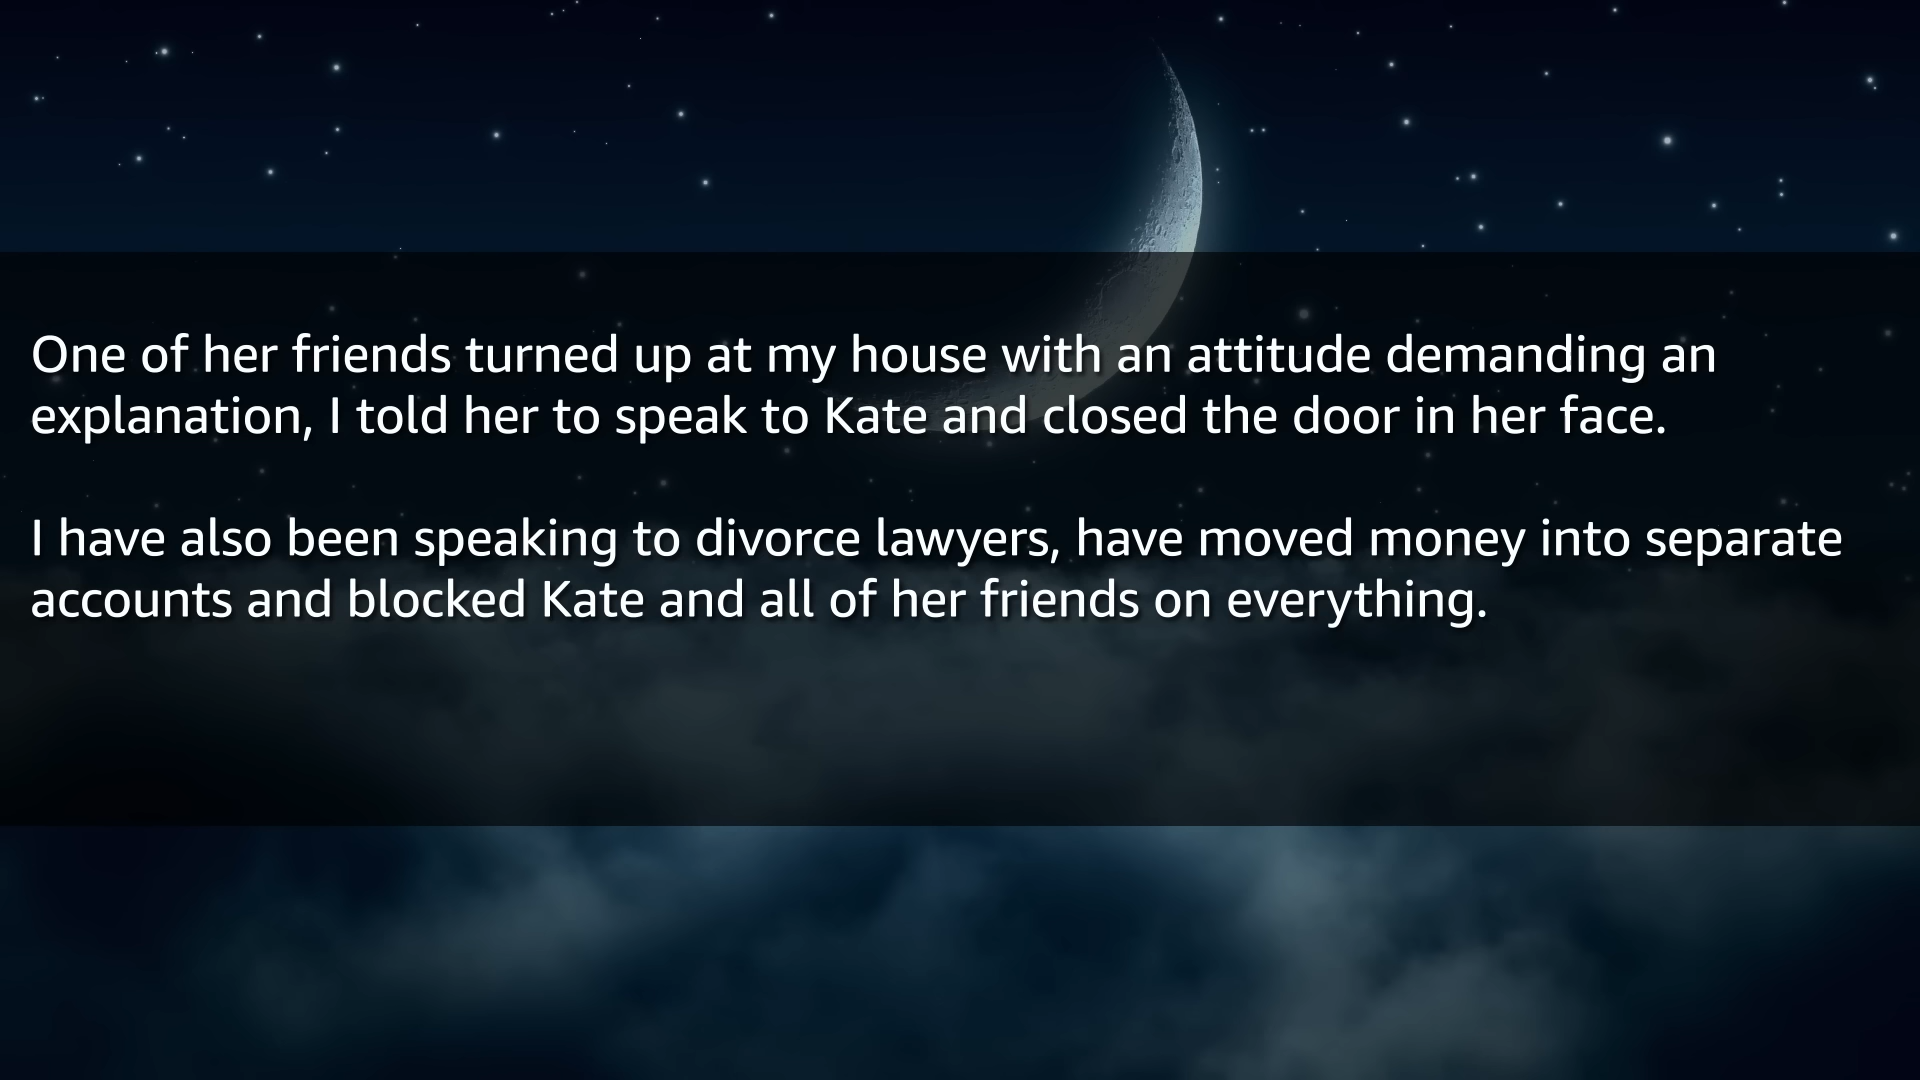 One of her friends turned up at my house with an attitude demanding an
explanation, I told her to speak to Kate and closed the door in her face.
I have also been speaking to divorce lawyers, have moved money into separate
accounts and blocked Kate and all of her friends on everything.